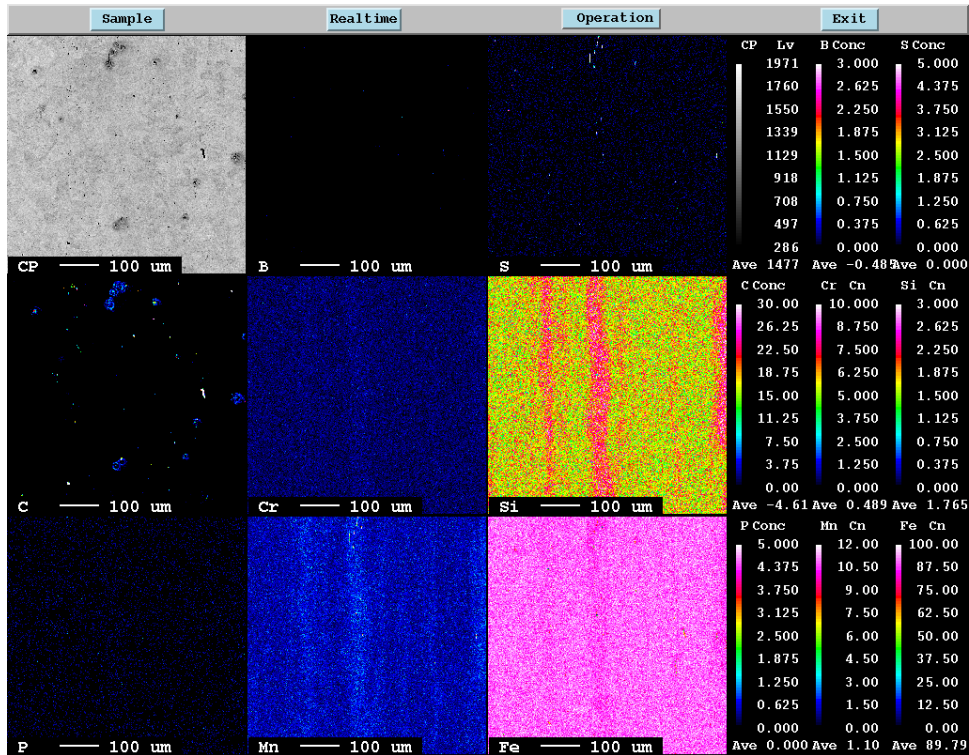 Sample Realtime Operation Exit
CP Lv B Conc S Conc
1971 3.000 5.000
1760 2.625 4.375
1550 2.250 3.750
1339 1.875 3.125
1129 1.500 2.500
918 1.125 1.875
708 0.750 1.250
497 0.375 0.625
286 0.000 0.000
CP 100 um B 100 um S 100 um
Ave 1477 Ave -0.485 Ave 0.000
C Conc Cr Cn Si Cn
30.00 10.000 3.000
26.25 8.750 2.625
22.50 7.500 2.250
18.75 6.250 1.875
15.00 5.000 1.500
11.25 3.750 1.125
7.50 2.500 0.750
3.75 1.250 0.375
0.00 0.000 0.000
C 100 um Cr 100 um Si 100 um
Ave -4.61 Ave 0.489 Ave 1.765
P Conc Mn Cn Fe Cn
5.000 12.00 100.00
4.375 10.50 87.50
3.750 9.00 75.00
3.125 7.50 62.50
2.500 6.00 50.00
1.875 4.50 37.50
1.250 3.00 25.00
0.625 1.50 12.50
0.000 0.00 0.00
P 100 um Mn 100 um Fe 100 um
Ave 0.000 Ave 1.10 Ave 89.79